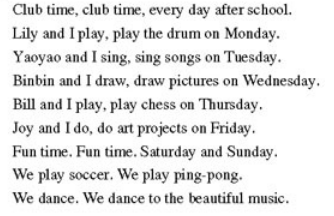 Club time, club time, every day after school.
Lily and I play, play the drum on Monday.
Yaoyao and I sing, sing songs on Tuesday.
Binbin and I draw, draw pictures on Wednesday.
Bill and I play, play chess on Thursday.
Joy and I do, do art projects on Friday.
Fun time. Fun time. Saturday and Sunday.
We play soccer. We play ping-pong.
We dance. We dance to the beautiful music.